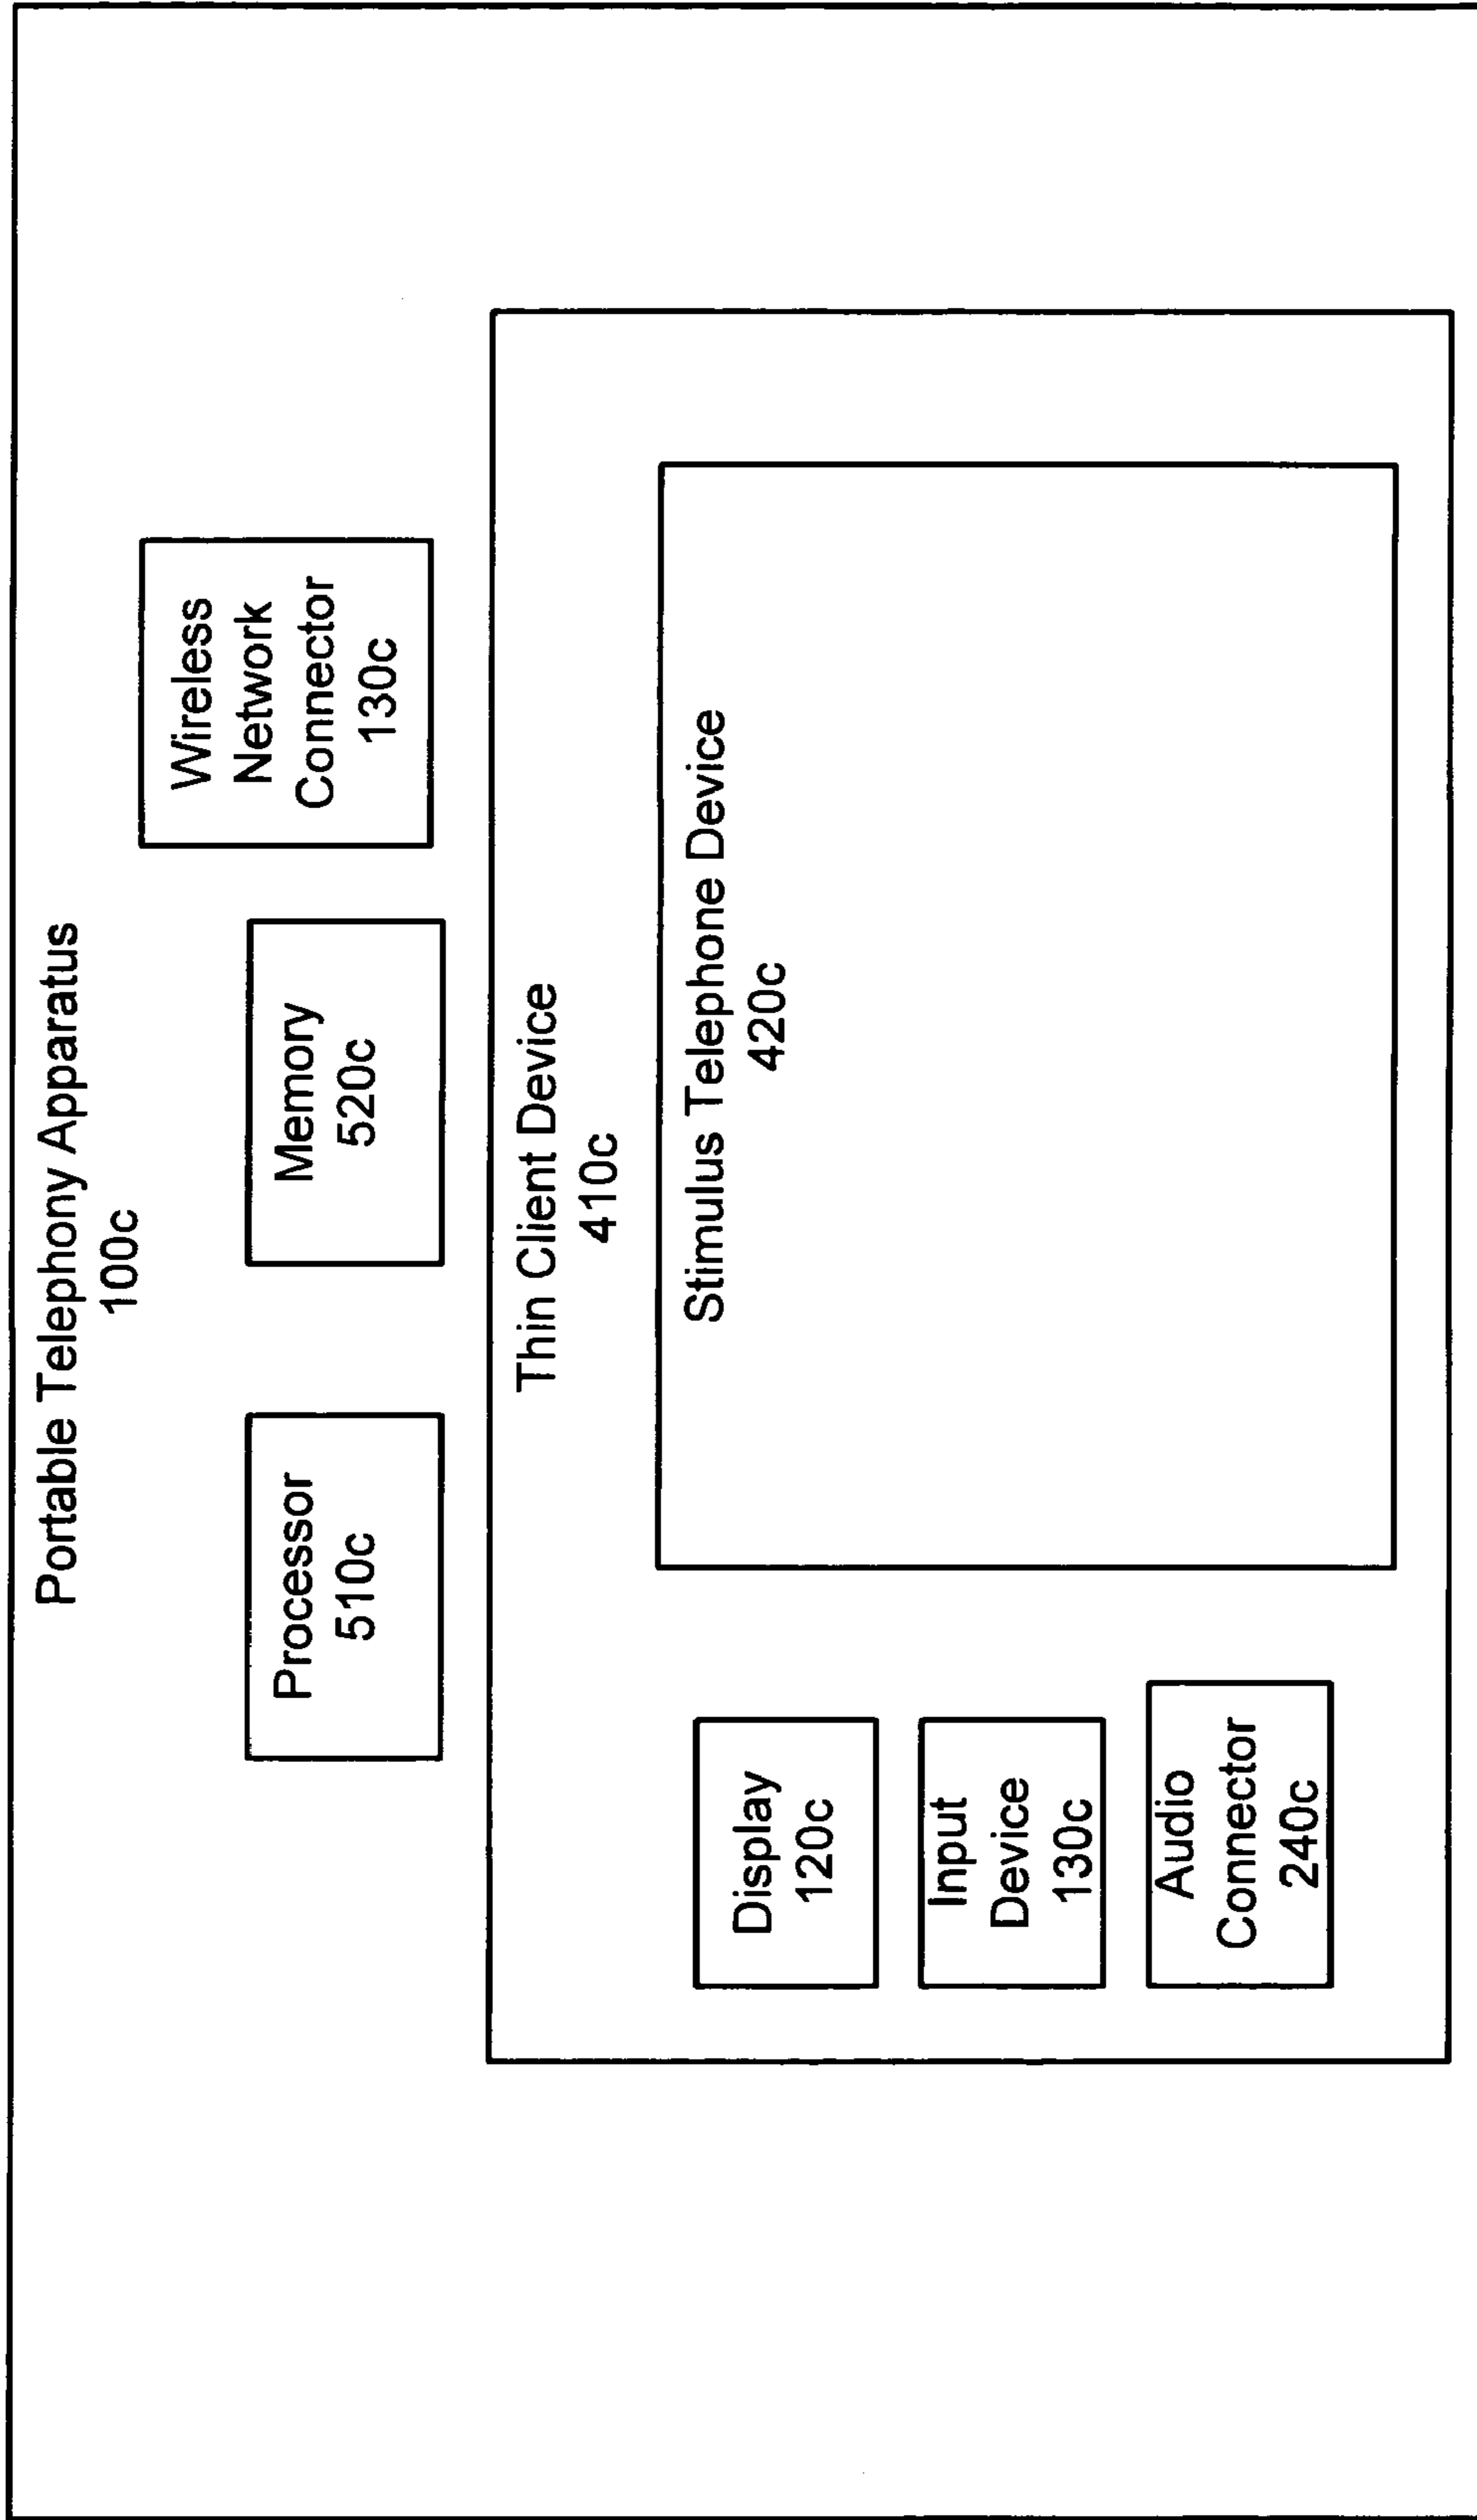 Portable Telephony Apparatus
100c
Processor
510c
Memory
520c
Wireless
Network
Connector
130c
Thin Client Device
410c
Display
120c
Input
Device
130c
Audio
Connector
240c
Stimulus Telephone Device
420c